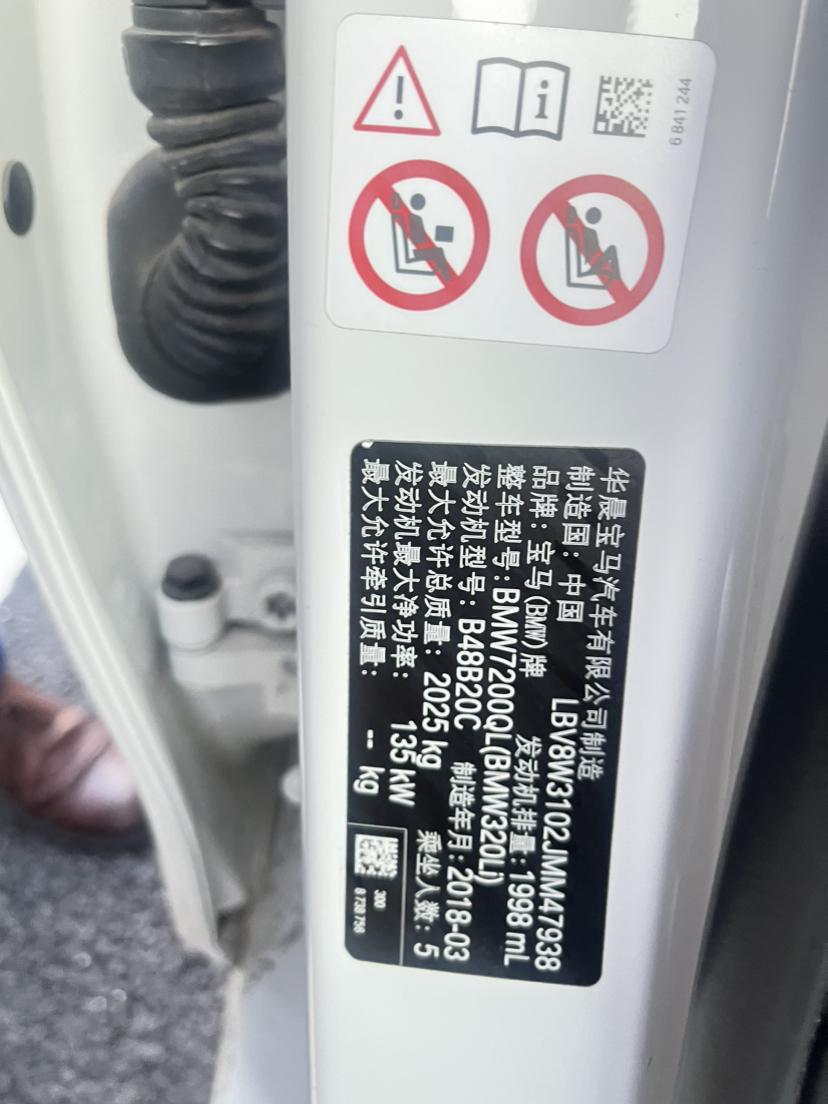 6 841 244
华晨宝马汽车有限公司制造
制造国：中国 LBV8W3102JMM47938
品牌：宝马(BMW)牌 发动机排量：1998 mL
整车型号：BMW7200QL(BMW320Li)
发动机型号：B48B20C 制造年月：2018-03
最大允许总质量：2025 kg 乘坐人数：5
发动机最大净功率：135 kW
最大允许牵引质量：-- kg
300
8 738 756